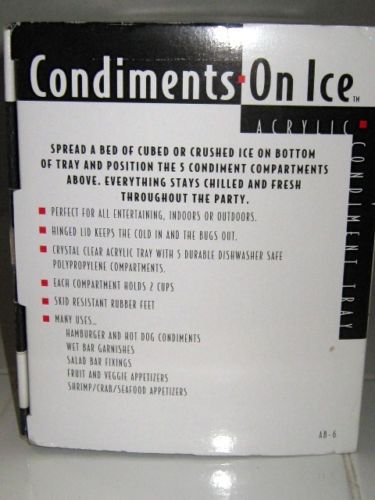 Condiments On Ice™
ACRYLIC
CONDIMENT TRAY
SPREAD A BED OF CUBED OR CRUSHED ICE ON BOTTOM
OF TRAY AND POSITION THE 5 CONDIMENT COMPARTMENTS
ABOVE. EVERYTHING STAYS CHILLED AND FRESH
THROUGHOUT THE PARTY.
PERFECT FOR ALL ENTERTAINING, INDOORS OR OUTDOORS.
HINGED LID KEEPS THE COLD IN AND THE BUGS OUT.
CRYSTAL CLEAR ACRYLIC TRAY WITH 5 DURABLE DISHWASHER SAFE
POLYPROPYLENE COMPARTMENTS.
EACH COMPARTMENT HOLDS 2 CUPS
SKID RESISTANT RUBBER FEET
MANY USES...
HAMBURGER AND HOT DOG CONDIMENTS
WET BAR GARNISHES
SALAD BAR FIXINGS
FRUIT AND VEGGIE APPETIZERS
SHRIMP/CRAB/SEAFOOD APPETIZERS
AB-6